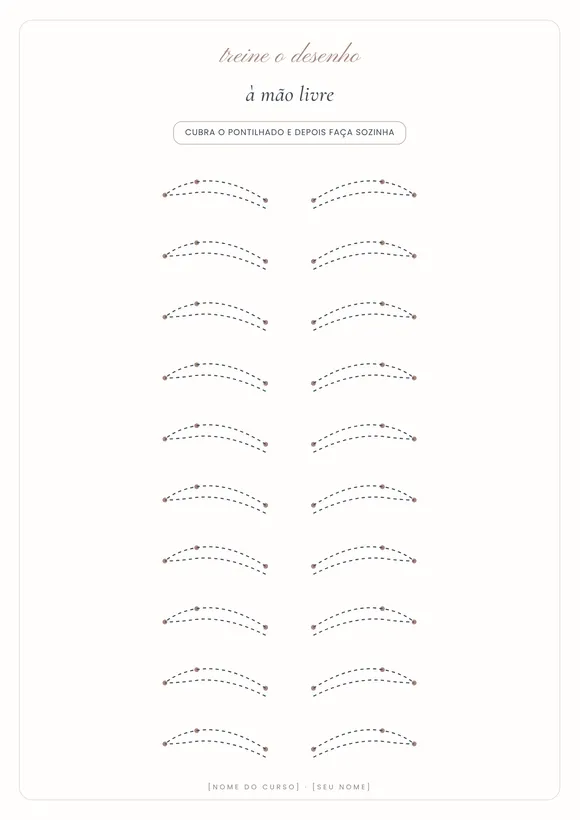 treine o desenho
à mão livre
CUBRA O PONTILHADO E DEPOIS FAÇA SOZINHA
[NOME DO CURSO] · [SEU NOME]